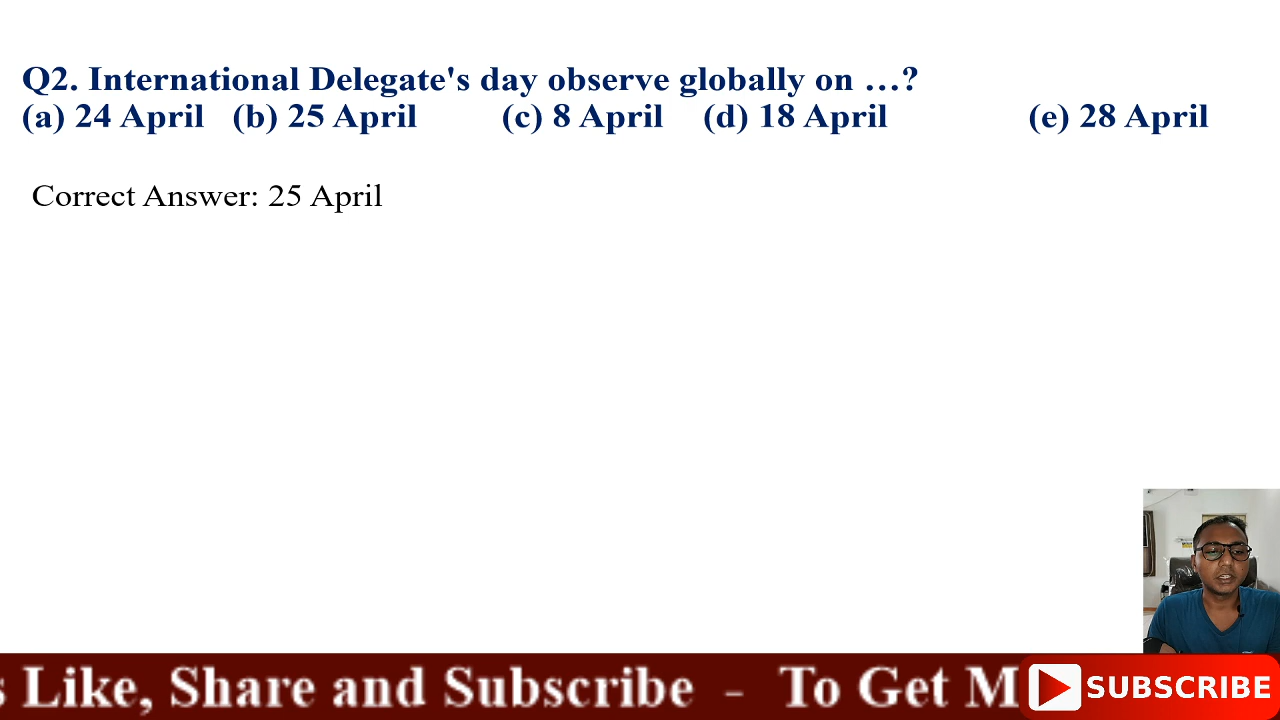 Q2. International Delegate's day observe globally on …?
(a) 24 April (b) 25 April (c) 8 April (d) 18 April (e) 28 April
Correct Answer: 25 April
s Like, Share and Subscribe - To Get M
SUBSCRIBE